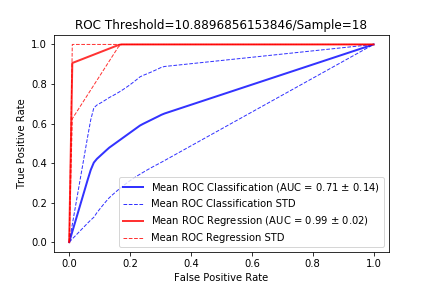 ROC Threshold=10.8896856153846/Sample=18
True Positive Rate
1.0
0.8
0.6
0.4
0.2
0.0
Mean ROC Classification (AUC = 0.71 ± 0.14)
Mean ROC Classification STD
Mean ROC Regression (AUC = 0.99 ± 0.02)
Mean ROC Regression STD
0.0 0.2 0.4 0.6 0.8 1.0
False Positive Rate